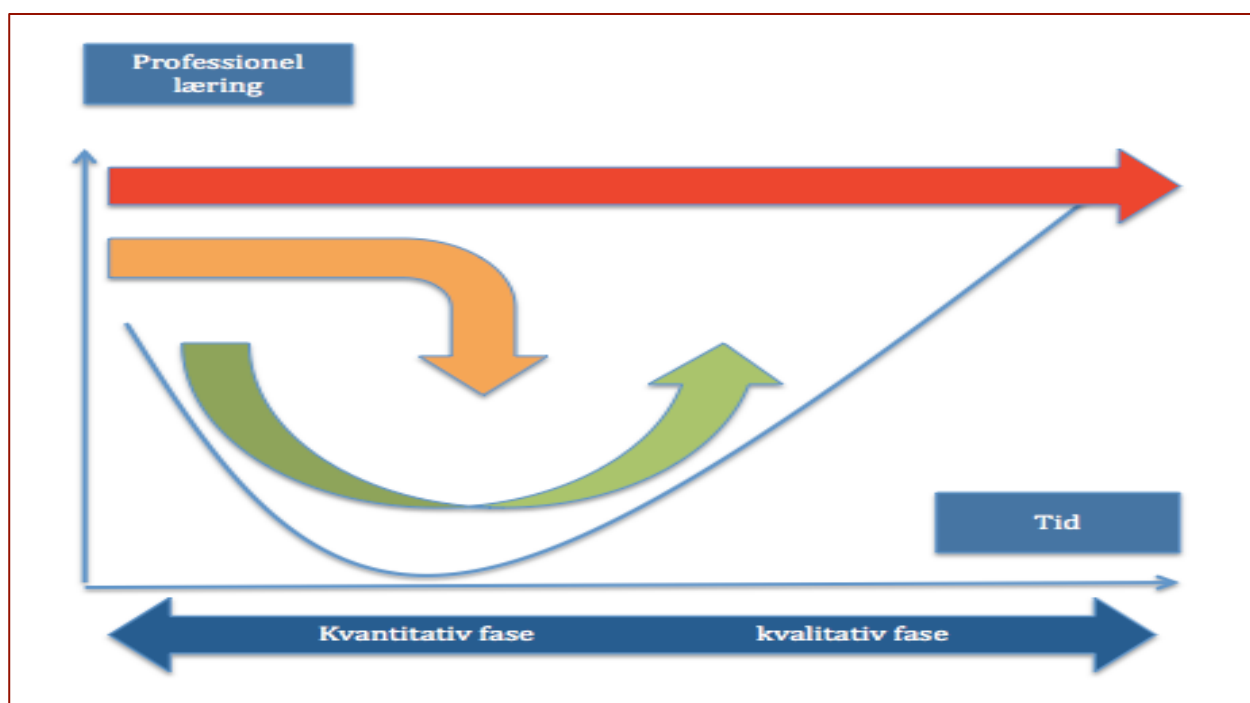 Professionel
læring
Tid
Kvantitativ fase
kvalitativ fase